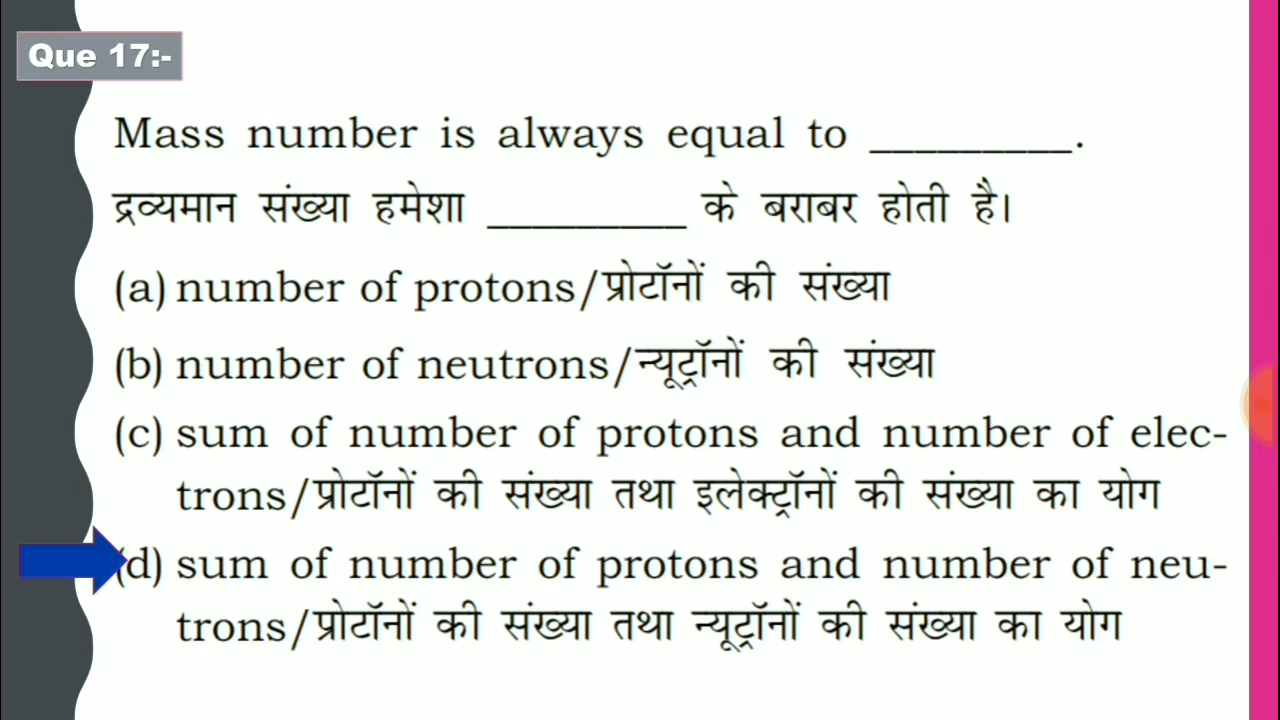 Que 17:-
Mass number is always equal to _________.
द्रव्यमान संख्या हमेशा _________ के बराबर होती है।
(a) number of protons/प्रोटॉनों की संख्या
(b) number of neutrons/न्यूट्रॉनों की संख्या
(c) sum of number of protons and number of elec-
trons/प्रोटॉनों की संख्या तथा इलेक्ट्रॉनों की संख्या का योग
(d) sum of number of protons and number of neu-
trons/प्रोटॉनों की संख्या तथा न्यूट्रॉनों की संख्या का योग